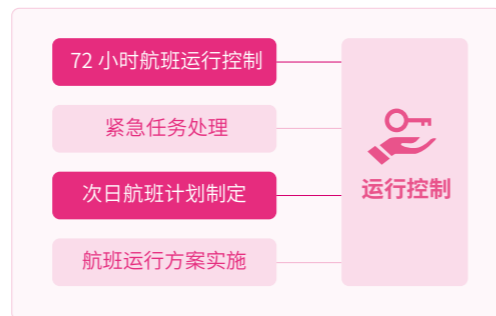 72 小时航班运行控制
紧急任务处理
次日航班计划制定
航班运行方案实施
运行控制